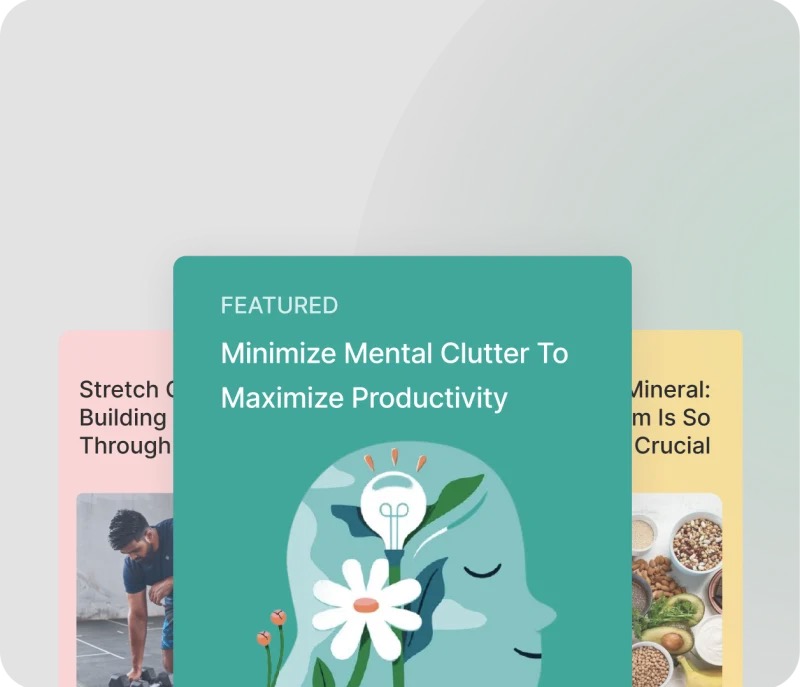 FEATURED
Minimize Mental Clutter To
Maximize Productivity
Stretch
Building
Through
Mineral:
Is So
Crucial